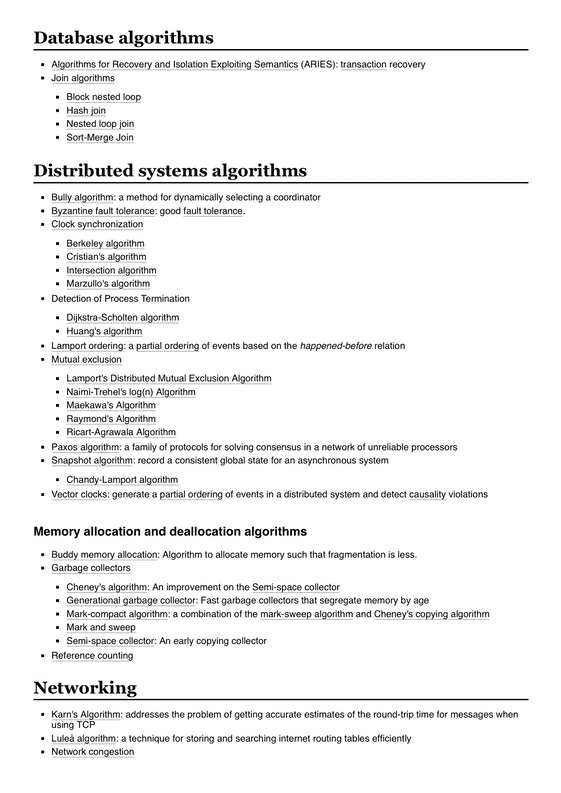 Database algorithms
Algorithms for Recovery and Isolation Exploiting Semantics (ARIES): transaction recovery
Join algorithms
Block nested loop
Hash join
Nested loop join
Sort-Merge Join
Distributed systems algorithms
Bully algorithm: a method for dynamically selecting a coordinator
Byzantine fault tolerance: good fault tolerance.
Clock synchronization
Berkeley algorithm
Cristian's algorithm
Intersection algorithm
Marzullo's algorithm
Detection of Process Termination
Dijkstra-Scholten algorithm
Huang's algorithm
Lamport ordering: a partial ordering of events based on the happened-before relation
Mutual exclusion
Lamport's Distributed Mutual Exclusion Algorithm
Naimi-Trehel's log(n) Algorithm
Maekawa's Algorithm
Raymond's Algorithm
Ricart-Agrawala Algorithm
Paxos algorithm: a family of protocols for solving consensus in a network of unreliable processors
Snapshot algorithm: record a consistent global state for an asynchronous system
Chandy-Lamport algorithm
Vector clocks: generate a partial ordering of events in a distributed system and detect causality violations
Memory allocation and deallocation algorithms
Buddy memory allocation: Algorithm to allocate memory such that fragmentation is less.
Garbage collectors
Cheney's algorithm: An improvement on the Semi-space collector
Generational garbage collector: Fast garbage collectors that segregate memory by age
Mark-compact algorithm: a combination of the mark-sweep algorithm and Cheney's copying algorithm
Mark and sweep
Semi-space collector: An early copying collector
Reference counting
Networking
Karn's Algorithm: addresses the problem of getting accurate estimates of the round-trip time for messages when
using TCP
Luleå algorithm: a technique for storing and searching internet routing tables efficiently
Network congestion